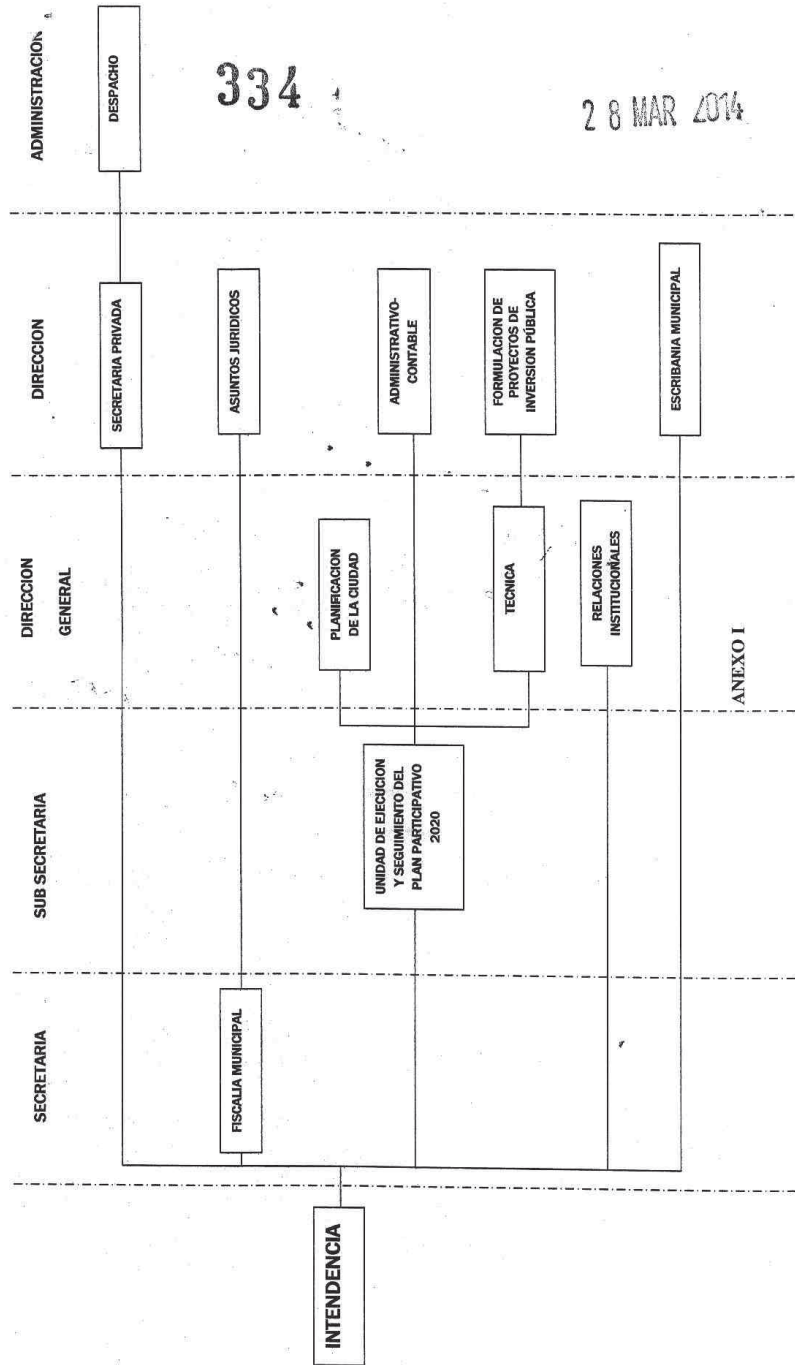 334
28 MAR 2014
SECRETARIA
SUB SECRETARIA
DIRECCION
GENERAL
DIRECCION
ADMINISTRACION
INTENDENCIA
SECRETARIA PRIVADA
DESPACHO
FISCALIA MUNICIPAL
ASUNTOS JURIDICOS
UNIDAD DE EJECUCION
Y SEGUIMIENTO DEL
PLAN PARTICIPATIVO
2020
PLANIFICACION
DE LA CIUDAD
ADMINISTRATIVO-
CONTABLE
TECNICA
FORMULACION DE
PROYECTOS DE
INVERSION PÚBLICA
RELACIONES
INSTITUCIONALES
ESCRIBANIA MUNICIPAL
ANEXO I